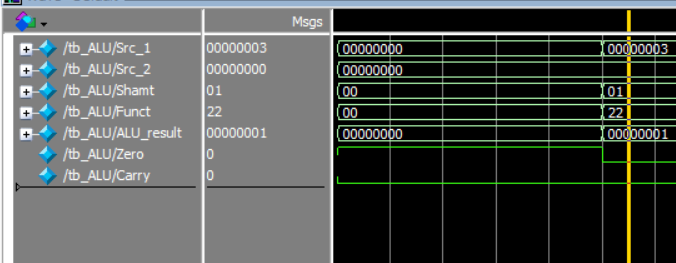 Msgs
/tb_ALU/Src_1 00000003 00000000 00000003
/tb_ALU/Src_2 00000000 00000000
/tb_ALU/Shamt 01 00 01
/tb_ALU/Funct 22 00 22
/tb_ALU/ALU_result 00000001 00000000 00000001
/tb_ALU/Zero 0
/tb_ALU/Carry 0